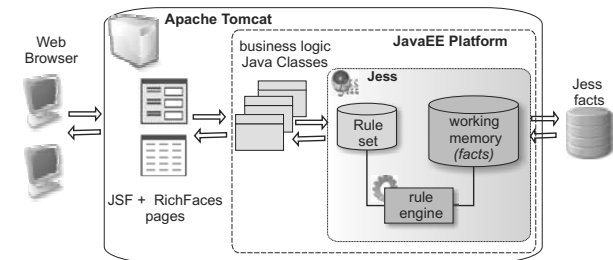 Apache Tomcat
Web
Browser
business logic
Java Classes
JavaEE Platform
Jess
Jess
facts
Rule
set
working
memory
(facts)
rule
engine
JSF + RichFaces
pages